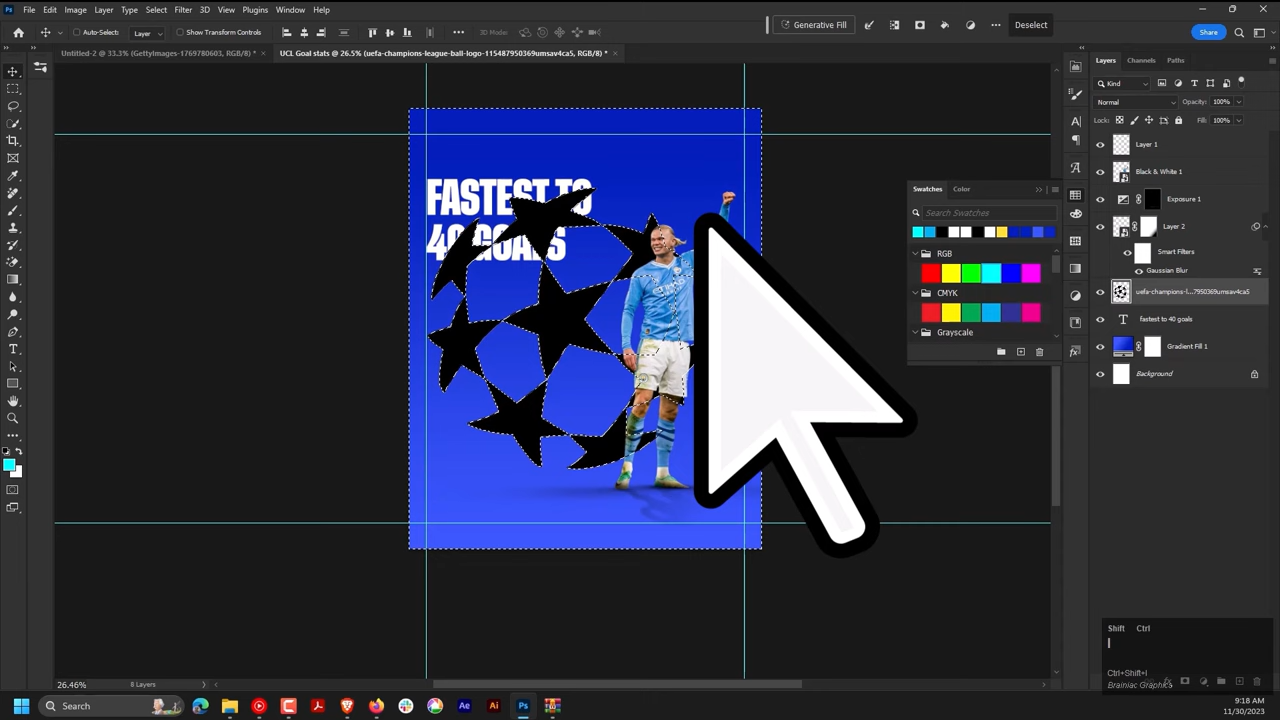 File Edit Image Layer Type Select Filter 3D View Plugins Window Help
Auto-Select: Layer Show Transform Controls 3D Mode:
Generative Fill Deselect
Share
Untitled-2 @ 33.3% (GettyImages-1769780603, RGB/8) *
UCL Goal stats @ 26.5% (uefa-champions-league-ball-logo-115487950369umsav4ca5, RGB/8) *
FASTEST TO
40 GOALS
Swatches Color
Search Swatches
RGB
CMYK
Grayscale
Layers Channels Paths
Kind
Normal Opacity: 100%
Lock: Fill: 100%
Layer 1
Black & White 1
Exposure 1
Layer 2
Smart Filters
Gaussian Blur
uefa-champions-l...7950369umsav4ca5
fastest to 40 goals
Gradient Fill 1
Background
Shift Ctrl
I
Ctrl+Shift+I
Brainiac Graphics
26.46% 8 Layers
Search
9:18 AM
11/30/2023